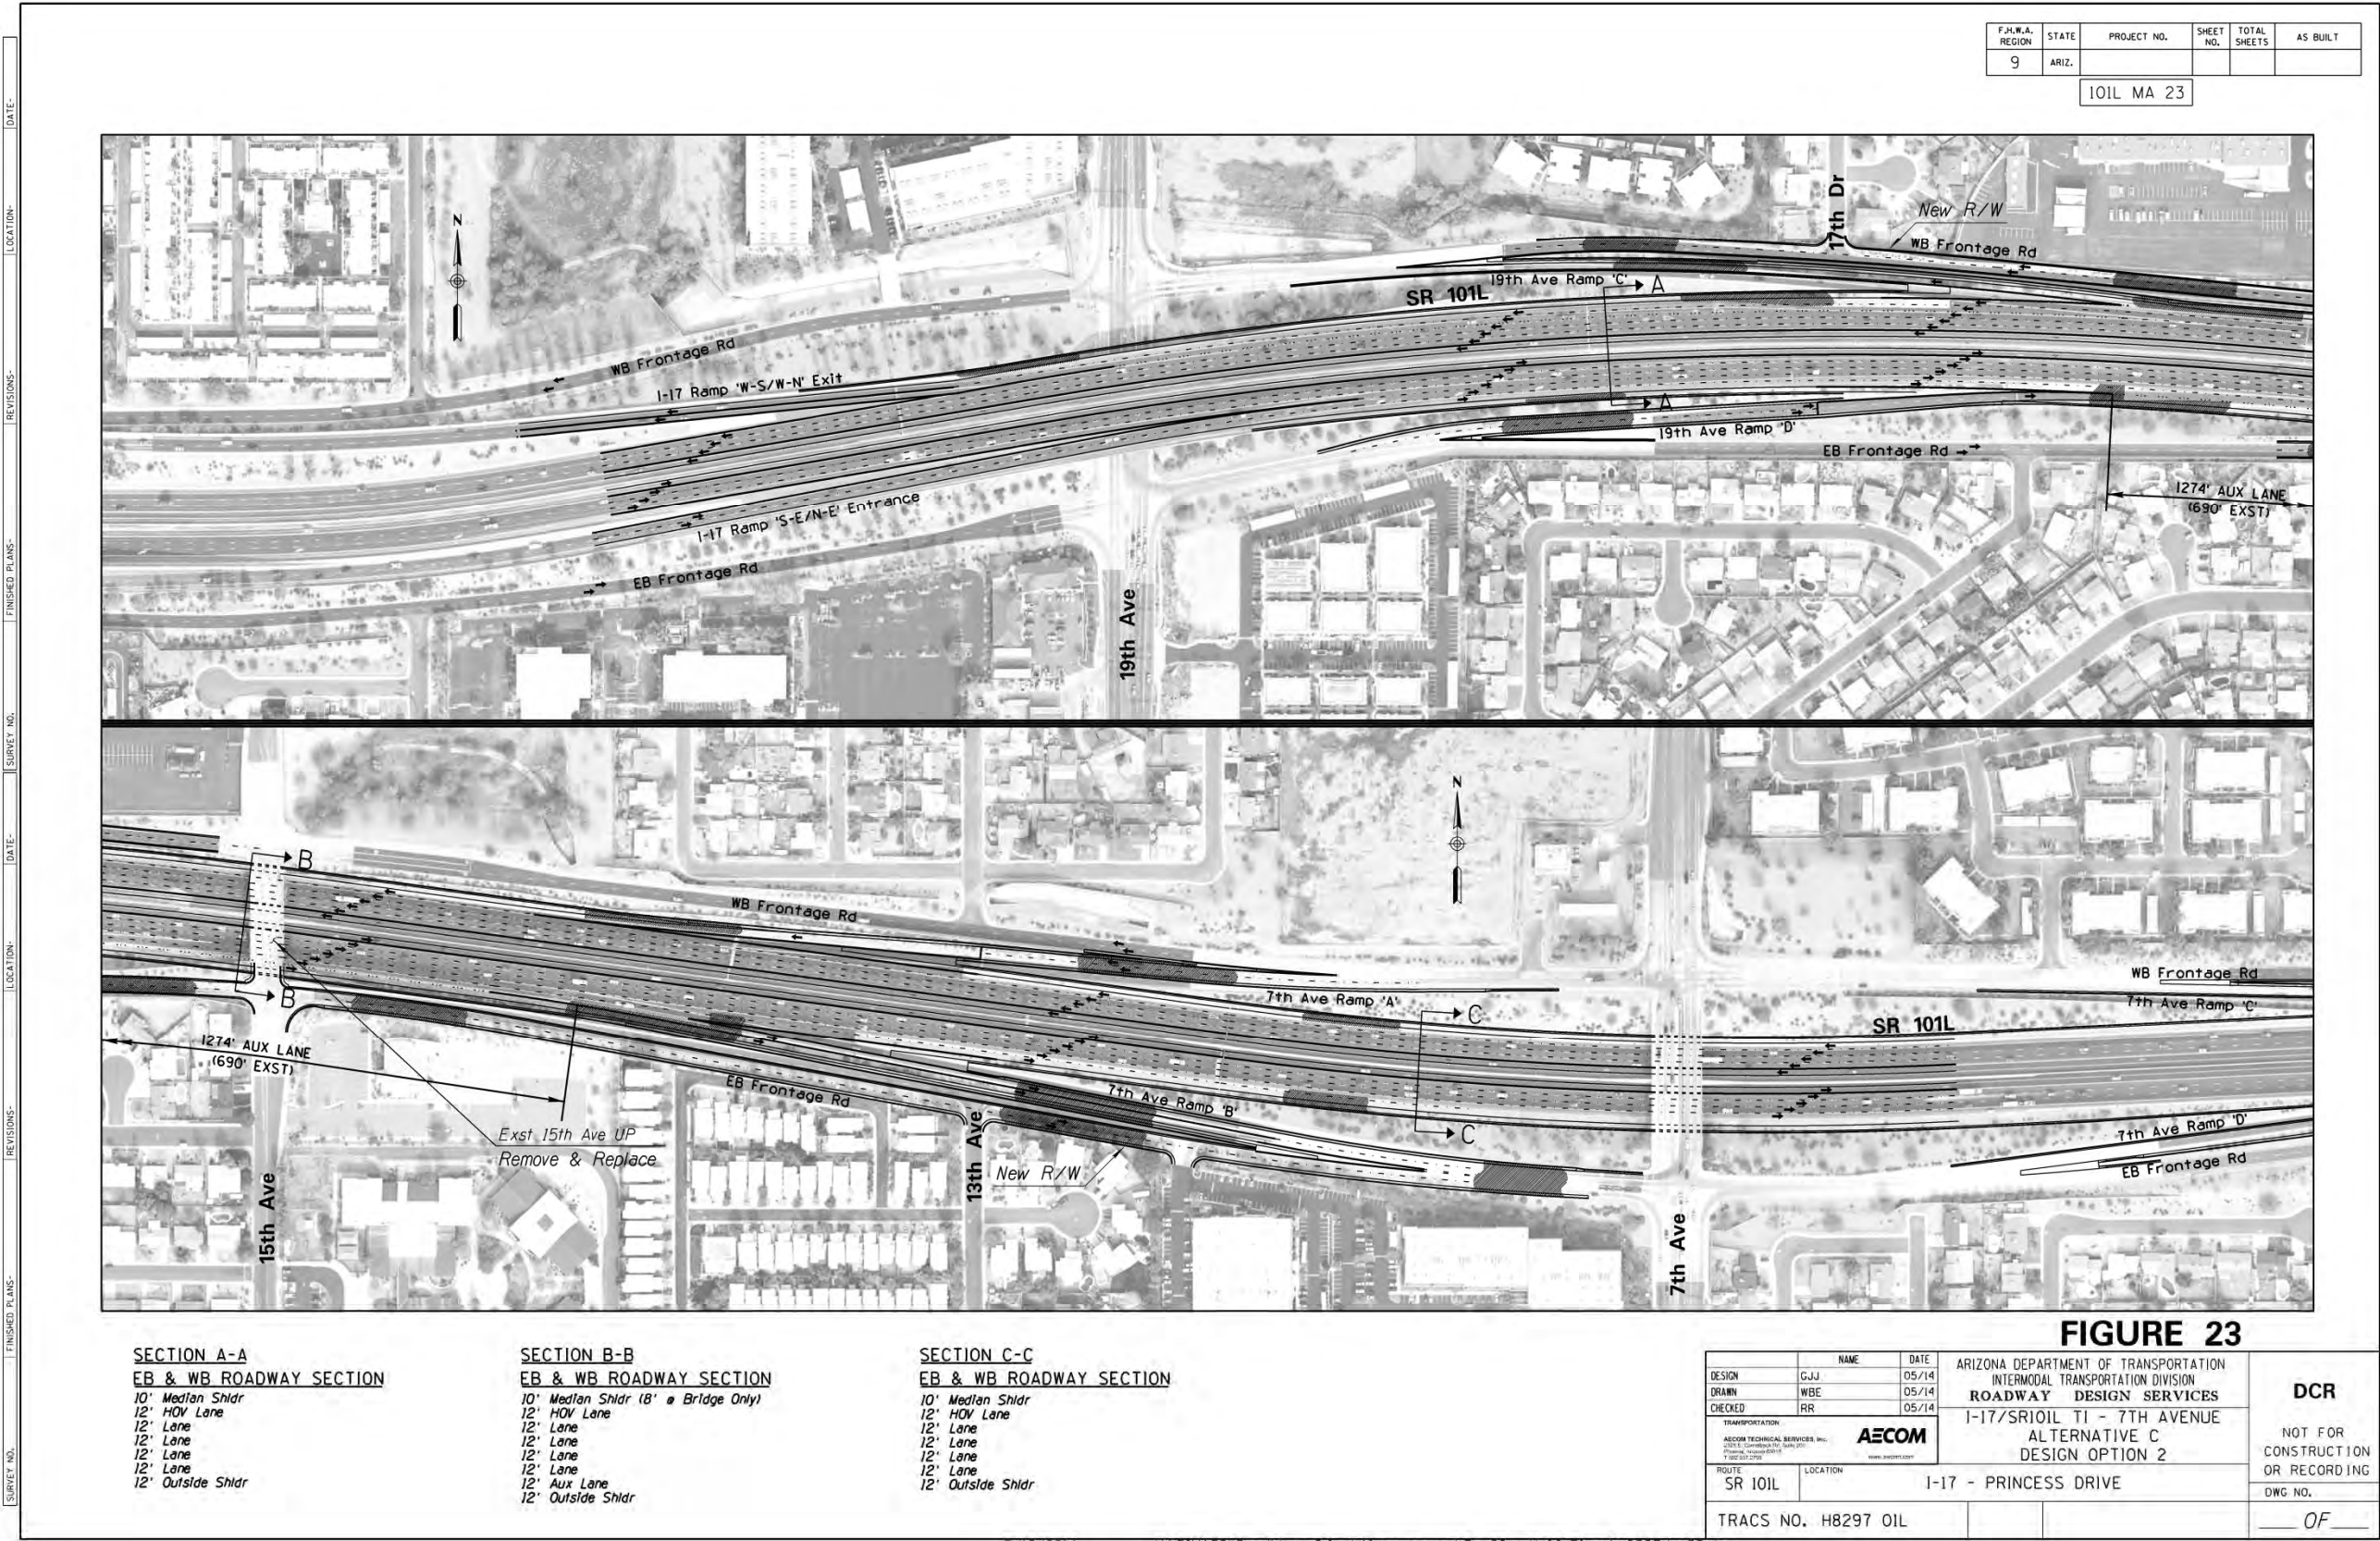 F.H.W.A. REGION STATE PROJECT NO. SHEET NO. TOTAL SHEETS AS BUILT
9 ARIZ.
101L MA 23
DATE-
LOCATION-
REVISIONS-
FINISHED PLANS-
SURVEY NO.
DATE-
LOCATION-
REVISIONS-
FINISHED PLANS-
SURVEY NO.
N
17th Dr
New R/W
WB Frontage Rd
19th Ave Ramp 'C'
A
SR 101L
WB Frontage Rd
I-17 Ramp 'W-S/W-N' Exit
A
19th Ave Ramp 'D'
EB Frontage Rd
1274' AUX LANE
(690' EXST)
I-17 Ramp 'S-E/N-E' Entrance
EB Frontage Rd
19th Ave
N
B
WB Frontage Rd
WB Frontage Rd
B
7th Ave Ramp 'A'
C
7th Ave Ramp 'C'
SR 101L
1274' AUX LANE
(690' EXST)
EB Frontage Rd
7th Ave Ramp 'B'
C
7th Ave Ramp 'D'
EB Frontage Rd
Exst 15th Ave UP
Remove & Replace
New R/W
15th Ave
13th Ave
7th Ave
FIGURE 23
SECTION A-A
EB & WB ROADWAY SECTION
10' Median Shldr
12' HOV Lane
12' Lane
12' Lane
12' Lane
12' Lane
12' Outside Shldr
SECTION B-B
EB & WB ROADWAY SECTION
10' Median Shldr (8' @ Bridge Only)
12' HOV Lane
12' Lane
12' Lane
12' Lane
12' Lane
12' Aux Lane
12' Outside Shldr
SECTION C-C
EB & WB ROADWAY SECTION
10' Median Shldr
12' HOV Lane
12' Lane
12' Lane
12' Lane
12' Lane
12' Outside Shldr
NAME DATE
DESIGN GJJ 05/14
DRAWN WBE 05/14
CHECKED RR 05/14
TRANSPORTATION
AECOM TECHNICAL SERVICES, Inc.
AECOM
ARIZONA DEPARTMENT OF TRANSPORTATION
INTERMODAL TRANSPORTATION DIVISION
ROADWAY DESIGN SERVICES
I-17/SR101L TI - 7TH AVENUE
ALTERNATIVE C
DESIGN OPTION 2
DCR
NOT FOR
CONSTRUCTION
OR RECORDING
ROUTE
SR 101L
LOCATION
I-17 - PRINCESS DRIVE
DWG NO.
TRACS NO. H8297 01L
OF